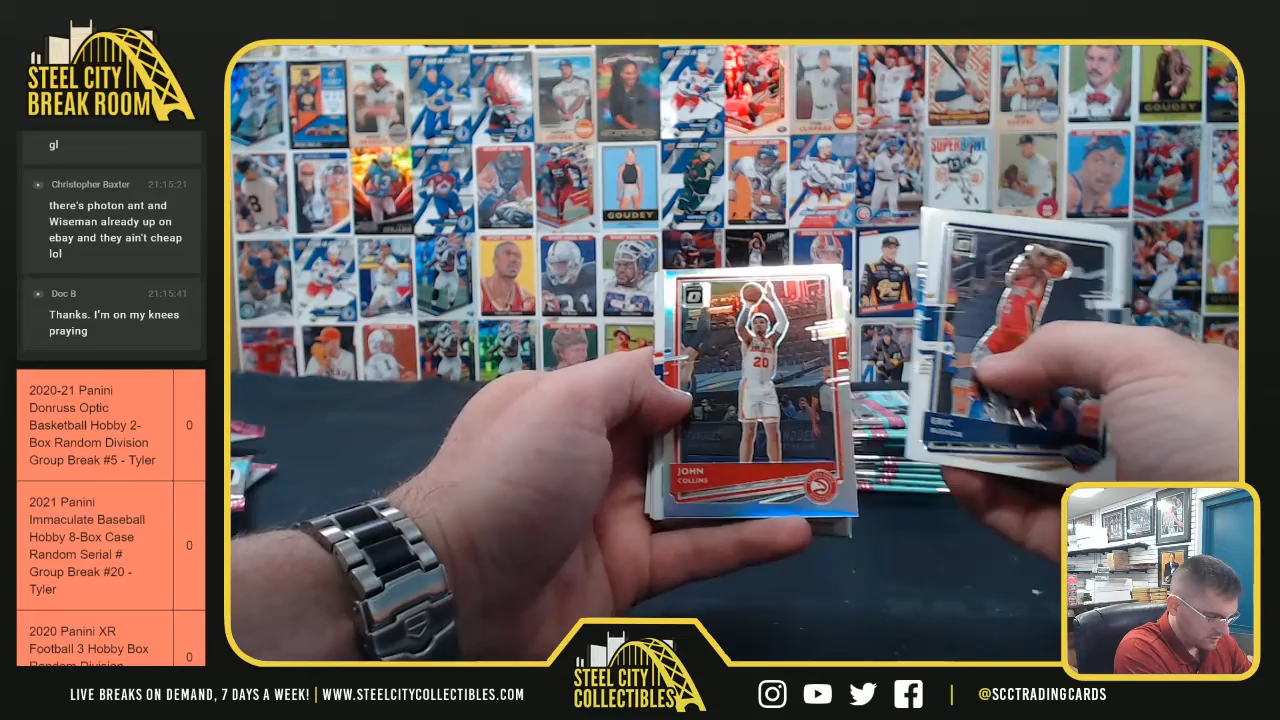 STEEL CITY
BREAK ROOM
gl
Christopher Baxter 21:15:21
there's photon ant and
Wiseman already up on
ebay and they ain't cheap
lol
Doc B 21:15:41
Thanks. I'm on my knees
praying
2020-21 Panini
Donruss Optic
Basketball Hobby 2-
Box Random Division
Group Break #5 - Tyler
0
2021 Panini
Immaculate Baseball
Hobby 8-Box Case
Random Serial #
Group Break #20 -
Tyler
0
2020 Panini XR
Football 3 Hobby Box
Random Division
0
GOUDEY
GOUDEY
SUPERBOWL
20
JOHN
COLLINS
ERIC
STEEL CITY
COLLECTIBLES
LIVE BREAKS ON DEMAND, 7 DAYS A WEEK! | WWW.STEELCITYCOLLECTIBLES.COM
| @SCCTRADINGCARDS